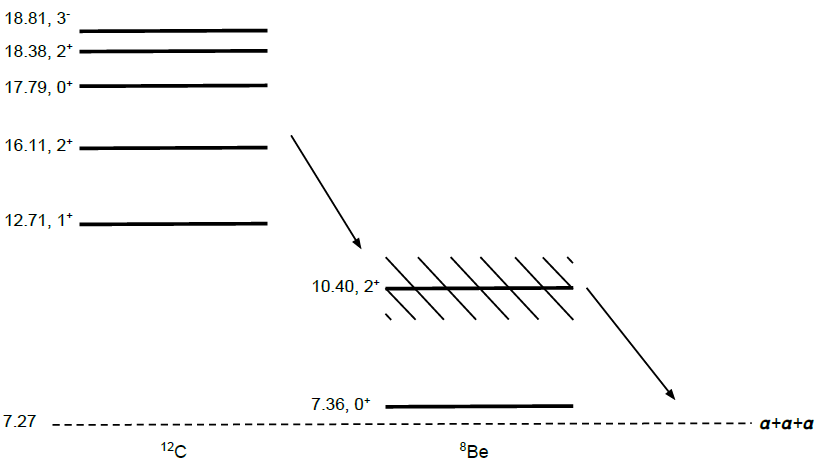 18.81, 3⁻
18.38, 2⁺
17.79, 0⁺
16.11, 2⁺
12.71, 1⁺
10.40, 2⁺
7.36, 0⁺
7.27
α+α+α
¹²C
⁸Be